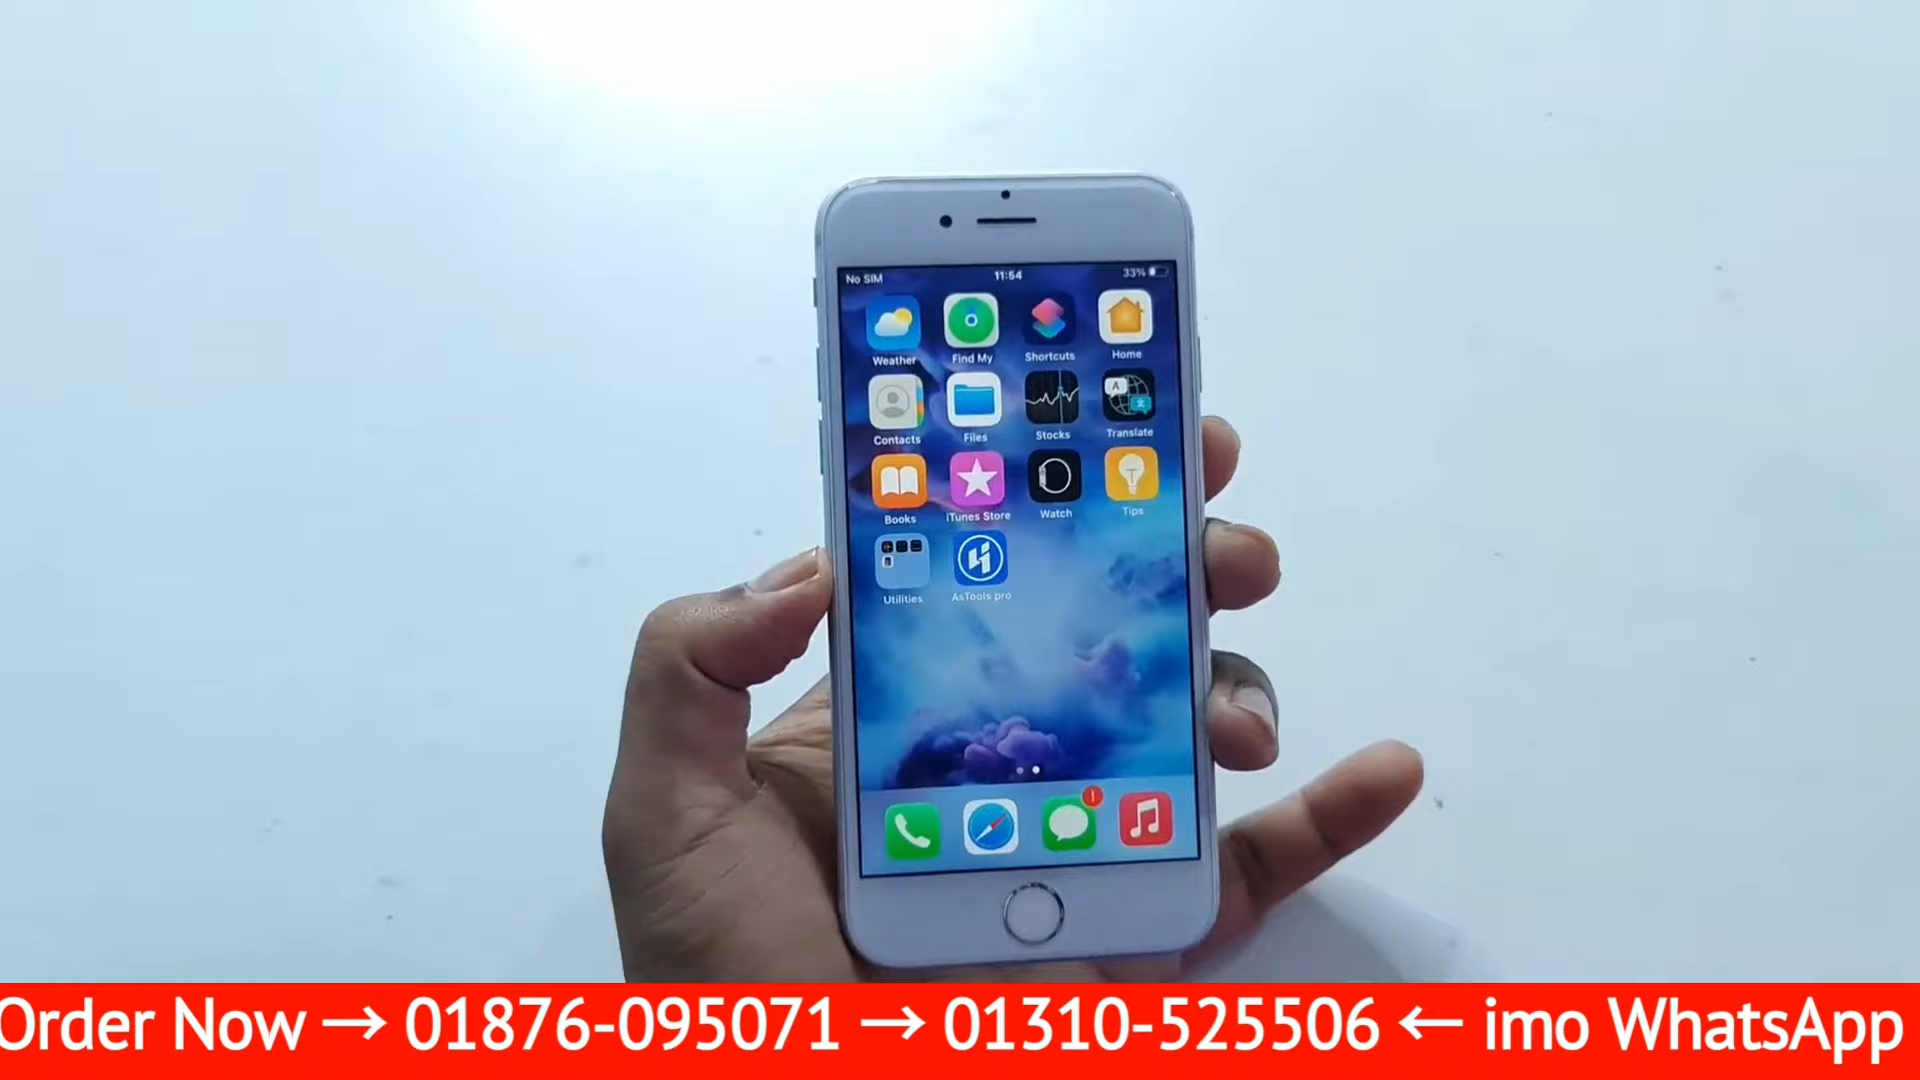 No SIM 11:54 33%
Weather Find My Shortcuts Home
Contacts Files Stocks Translate
Books iTunes Store Watch Tips
Utilities AsTools pro
1
Order Now → 01876-095071 → 01310-525506 ← imo WhatsApp